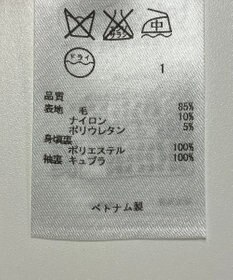 中
ドライ
1
品質
表地 毛 85%
ナイロン 10%
ポリウレタン 5%
身頃裏
ポリエステル 100%
袖裏 キュプラ 100%
ベトナム製